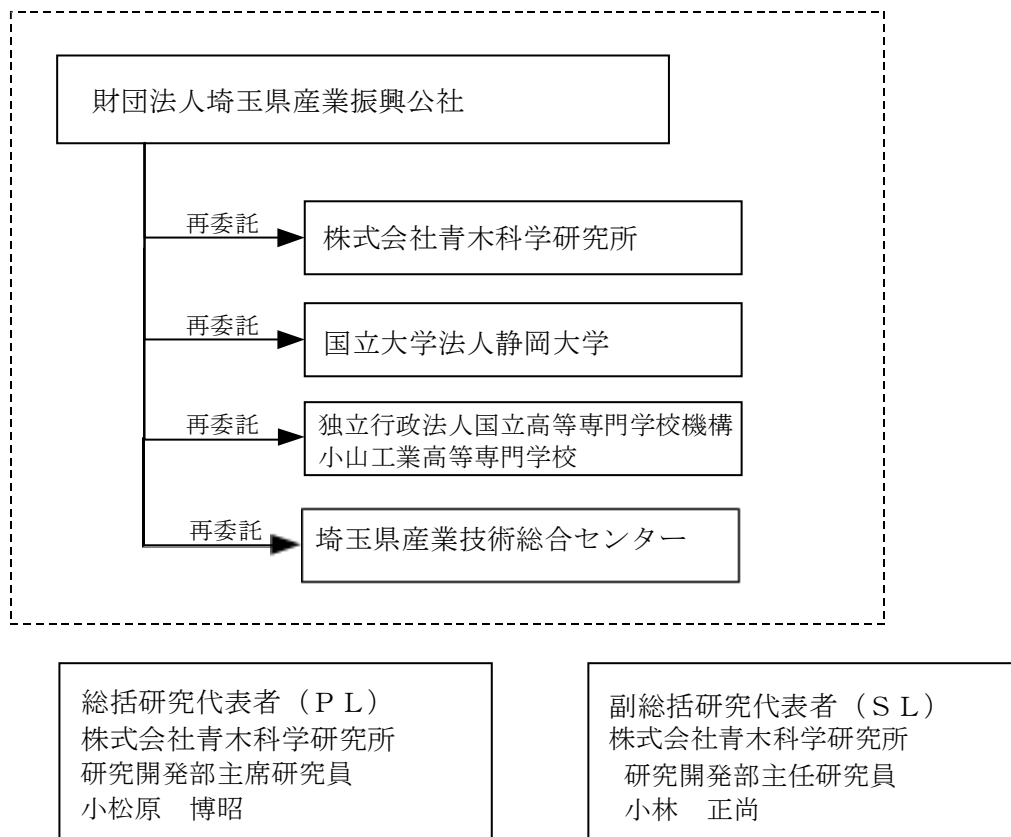 財団法人埼玉県産業振興公社
再委託
株式会社青木科学研究所
再委託
国立大学法人静岡大学
再委託
独立行政法人国立高等専門学校機構
小山工業高等専門学校
再委託
埼玉県産業技術総合センター
総括研究代表者（ＰＬ）
株式会社青木科学研究所
研究開発部主席研究員
小松原　博昭
副総括研究代表者（ＳＬ）
株式会社青木科学研究所
研究開発部主任研究員
小林　正尚